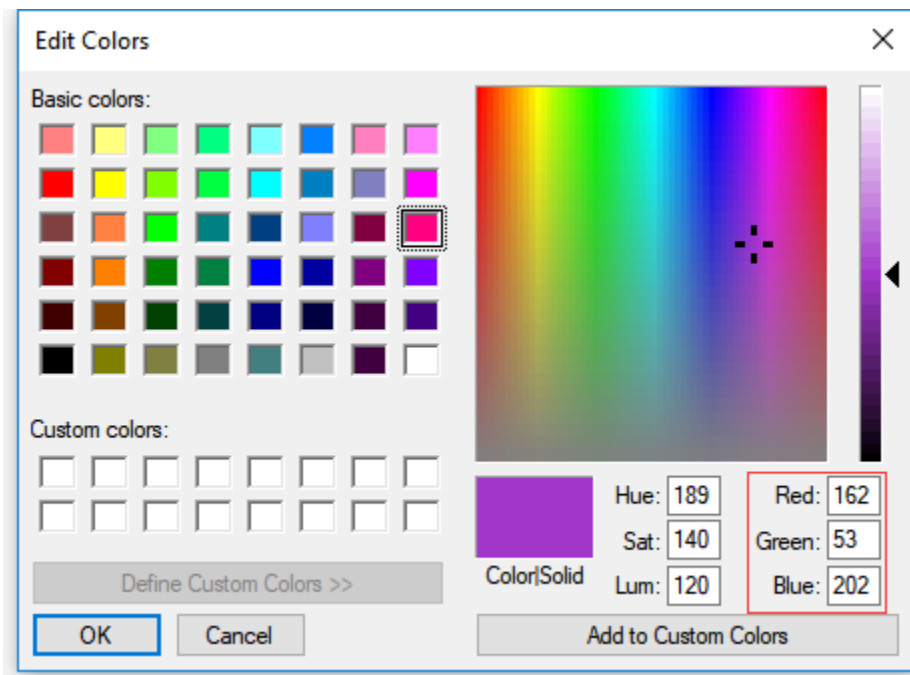 Edit Colors
Basic colors:
Custom colors:
Define Custom Colors >>
OK Cancel
Color|Solid
Hue: 189 Red: 162
Sat: 140 Green: 53
Lum: 120 Blue: 202
Add to Custom Colors